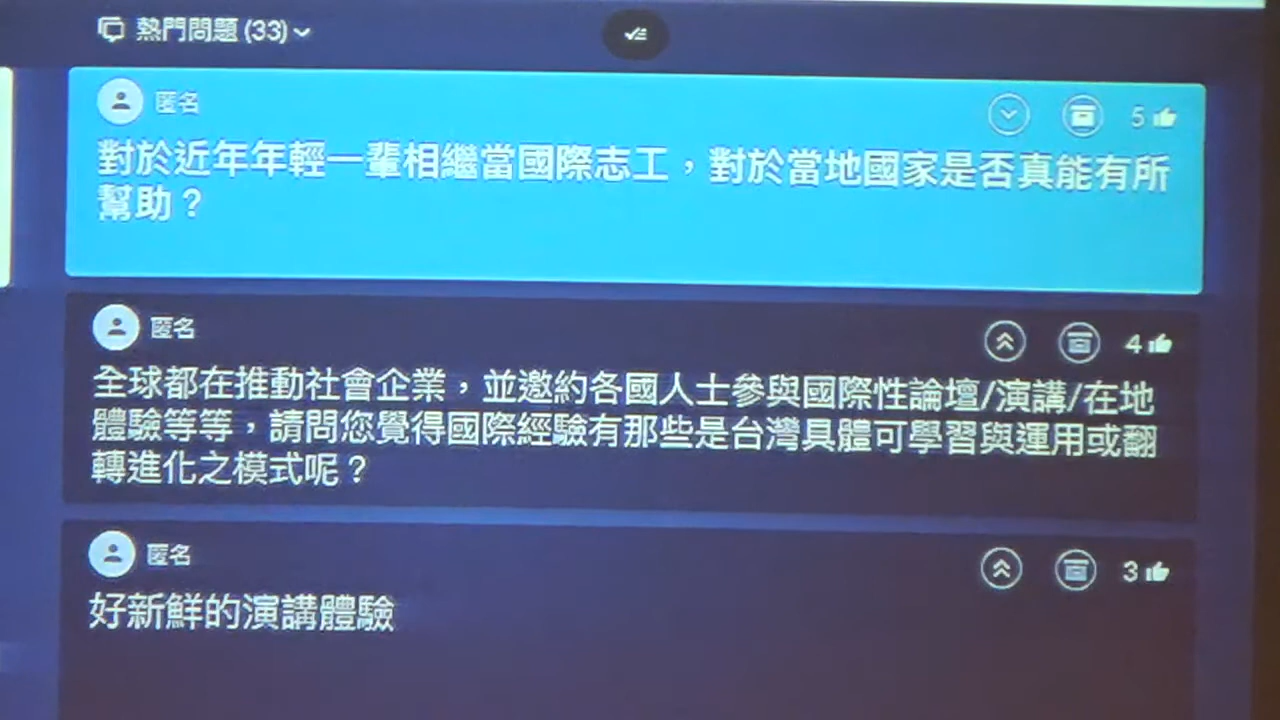 熱門問題 (33)
匿名
5
對於近年年輕一輩相繼當國際志工，對於當地國家是否真能有所
幫助？
匿名
4
全球都在推動社會企業，並邀約各國人士參與國際性論壇/演講/在地
體驗等等，請問您覺得國際經驗有那些是台灣具體可學習與運用或翻
轉進化之模式呢？
匿名
3
好新鮮的演講體驗